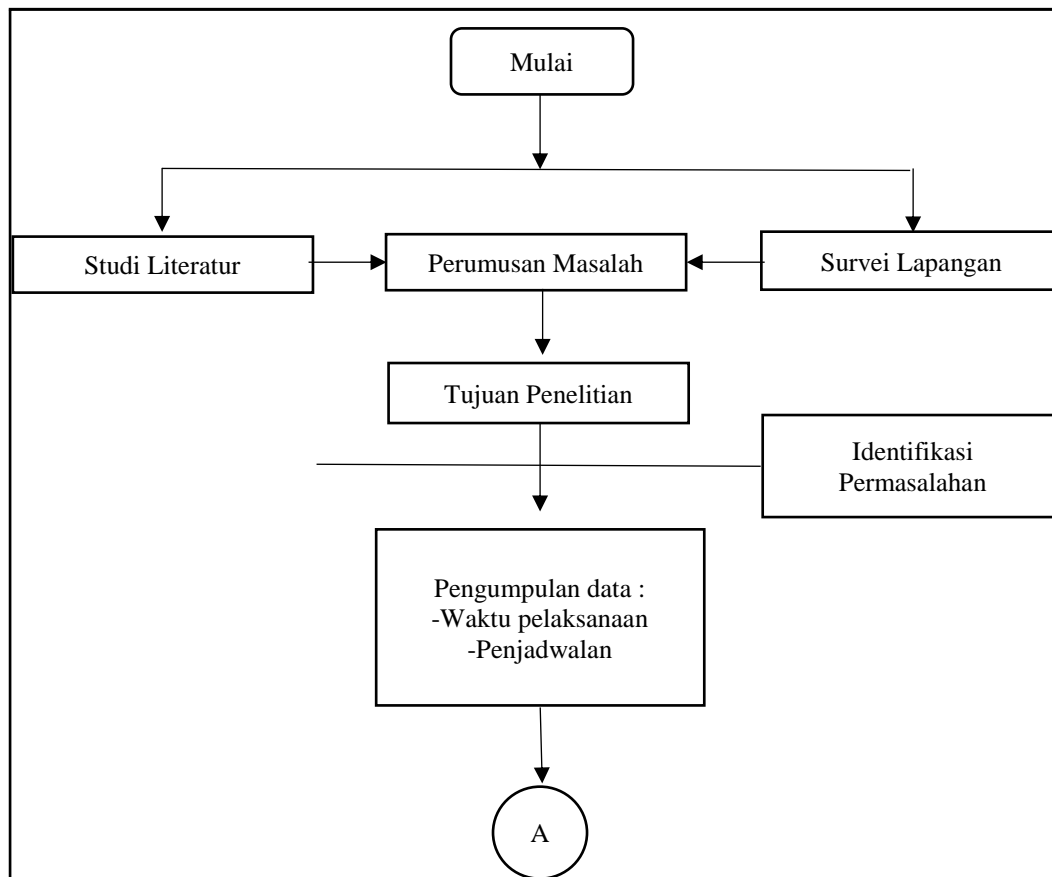 Mulai
Studi Literatur
Perumusan Masalah
Survei Lapangan
Tujuan Penelitian
Identifikasi
Permasalahan
Pengumpulan data :
-Waktu pelaksanaan
-Penjadwalan
A